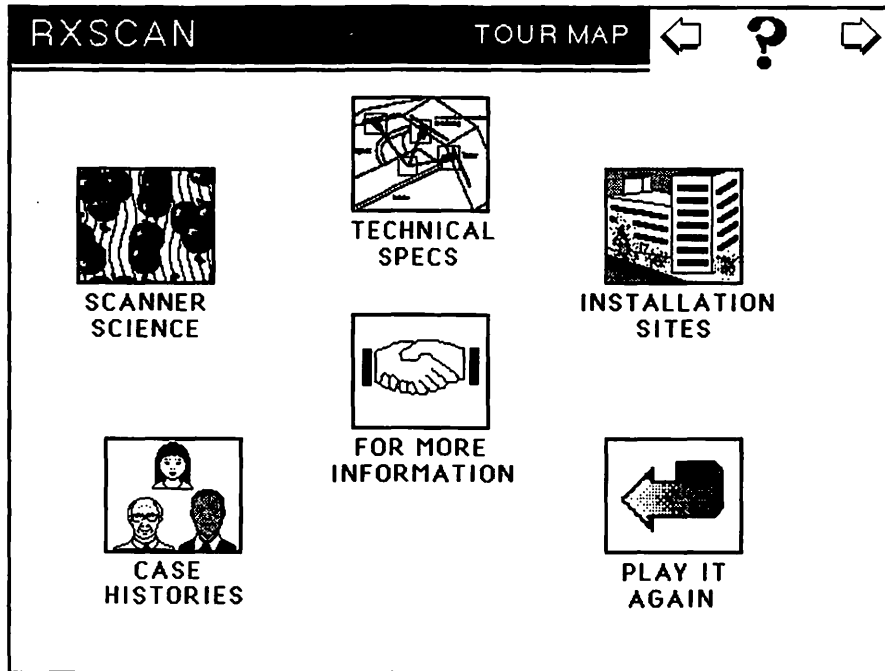 RXSCAN
TOUR MAP
?
TECHNICAL
SPECS
SCANNER
SCIENCE
INSTALLATION
SITES
FOR MORE
INFORMATION
CASE
HISTORIES
PLAY IT
AGAIN